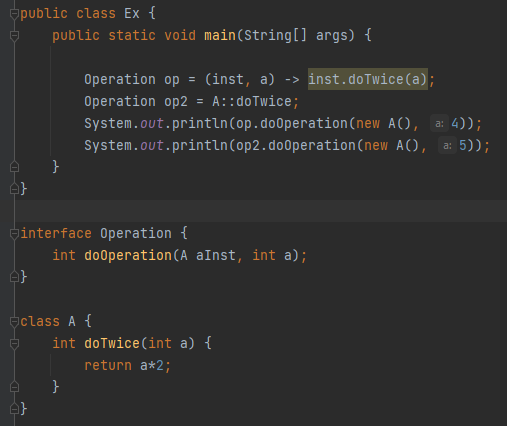 public class Ex {
public static void main(String[] args) {
Operation op = (inst, a) -> inst.doTwice(a);
Operation op2 = A::doTwice;
System.out.println(op.doOperation(new A(), a: 4));
System.out.println(op2.doOperation(new A(), a: 5));
}
}
interface Operation {
int doOperation(A aInst, int a);
}
class A {
int doTwice(int a) {
return a*2;
}
}